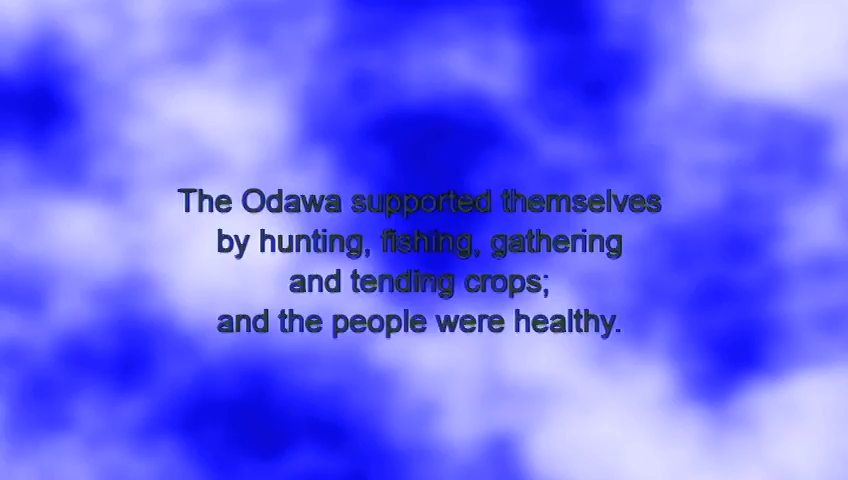 The Odawa supported themselves
by hunting, fishing, gathering
and tending crops;
and the people were healthy.